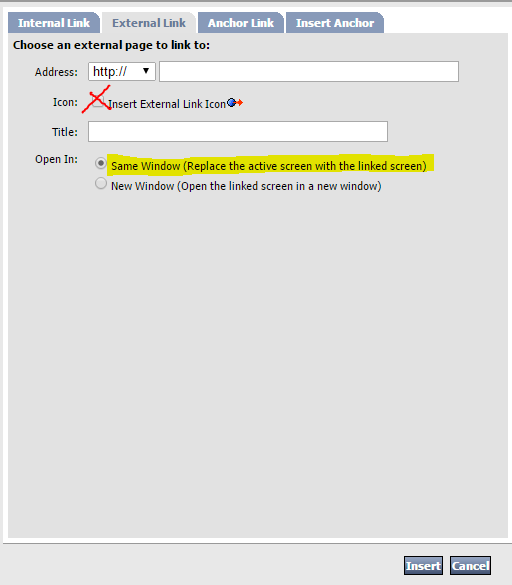 Internal Link External Link Anchor Link Insert Anchor
Choose an external page to link to:
Address: http://
Icon: Insert External Link Icon
Title:
Open In: Same Window (Replace the active screen with the linked screen)
New Window (Open the linked screen in a new window)
Insert Cancel